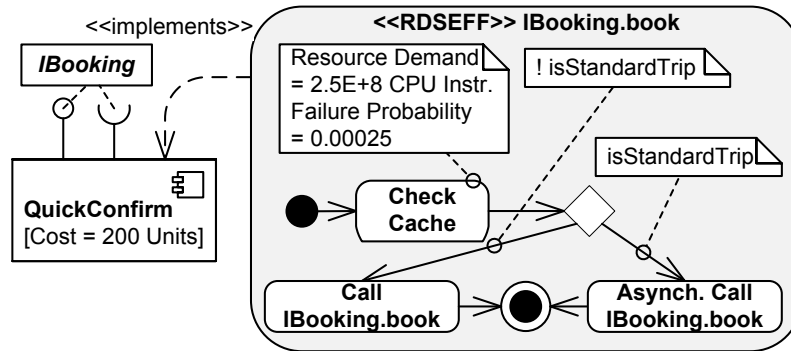 <<implements>>
IBooking
QuickConfirm
[Cost = 200 Units]
<<RDSEFF>> IBooking.book
Resource Demand
= 2.5E+8 CPU Instr.
Failure Probability
= 0.00025
! isStandardTrip
isStandardTrip
Check
Cache
Call
IBooking.book
Asynch. Call
IBooking.book